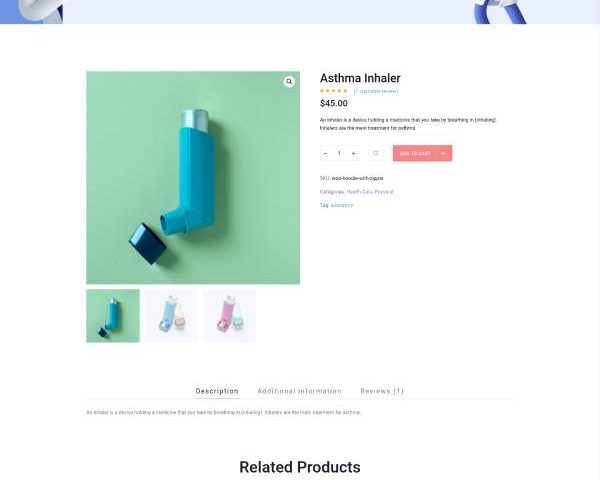 Asthma Inhaler
(1 customer review)
$45.00
An inhaler is a device holding a medicine that you take by breathing in (inhaling).
Inhalers are the main treatment for asthma.
− 1 +
ADD TO CART
SKU: woo-hoodie-with-zipper
Categories: Health Care, Physical
Tag: laboratory
Description Additional information Reviews (1)
An inhaler is a device holding a medicine that you take by breathing in (inhaling). Inhalers are the main treatment for asthma.
Related Products